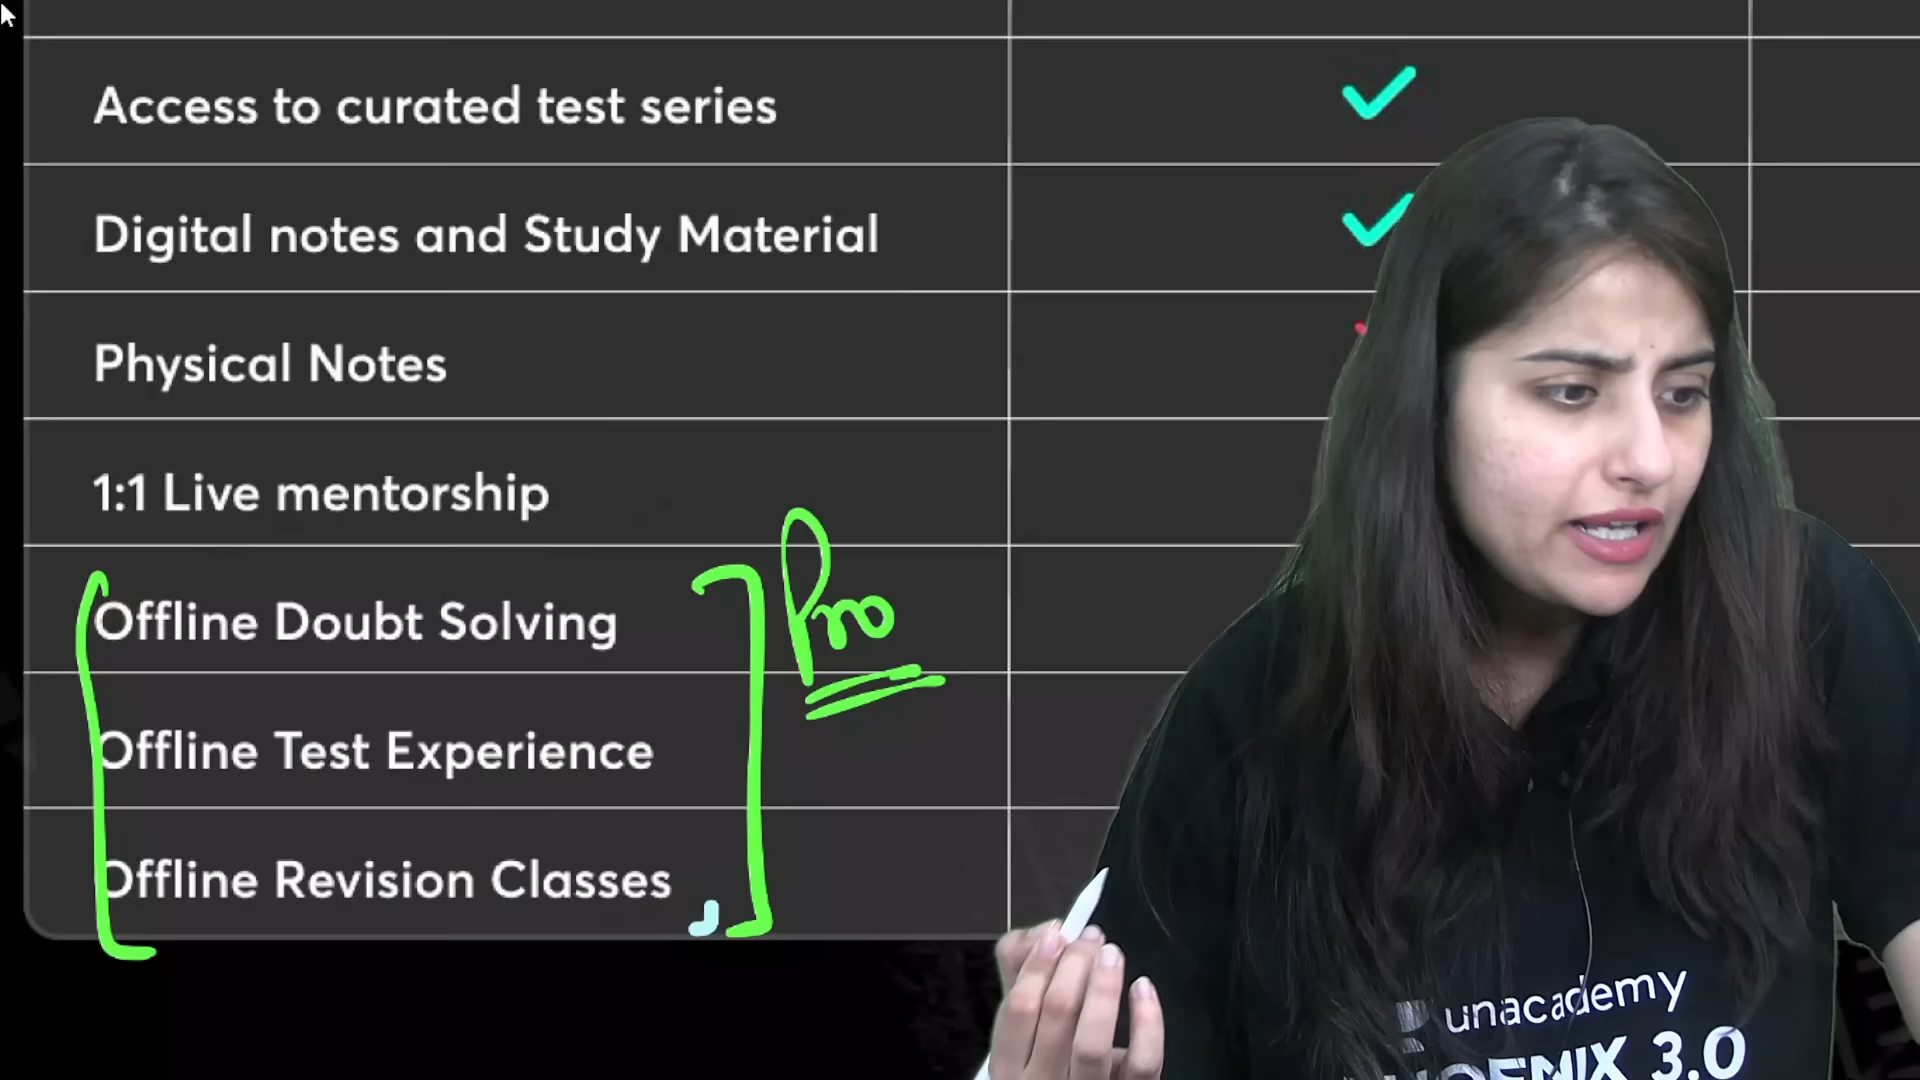 Access to curated test series
Digital notes and Study Material
Physical Notes
1:1 Live mentorship
Offline Doubt Solving
Pro
Offline Test Experience
Offline Revision Classes
unacademy
3.0